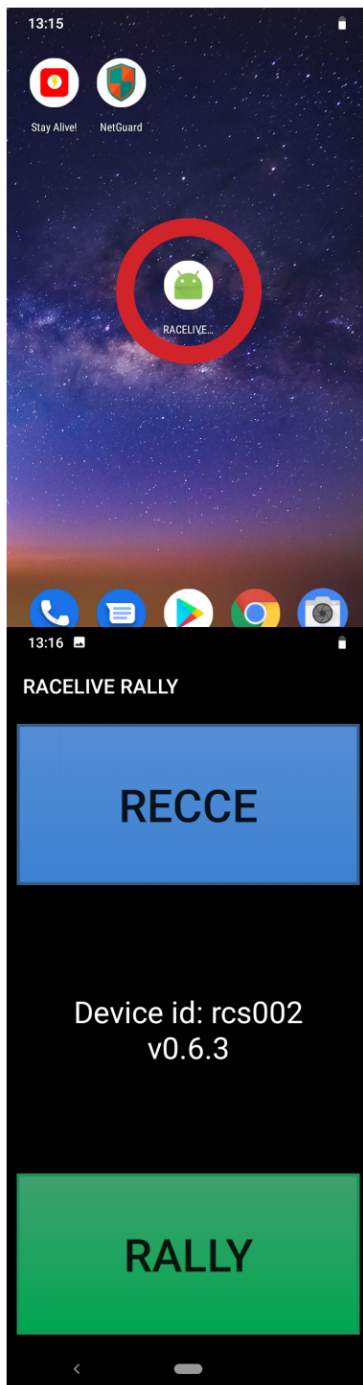 13:15
Stay Alive! NetGuard
RACELIVE...
13:16
RACELIVE RALLY
RECCE
Device id: rcs002
v0.6.3
RALLY